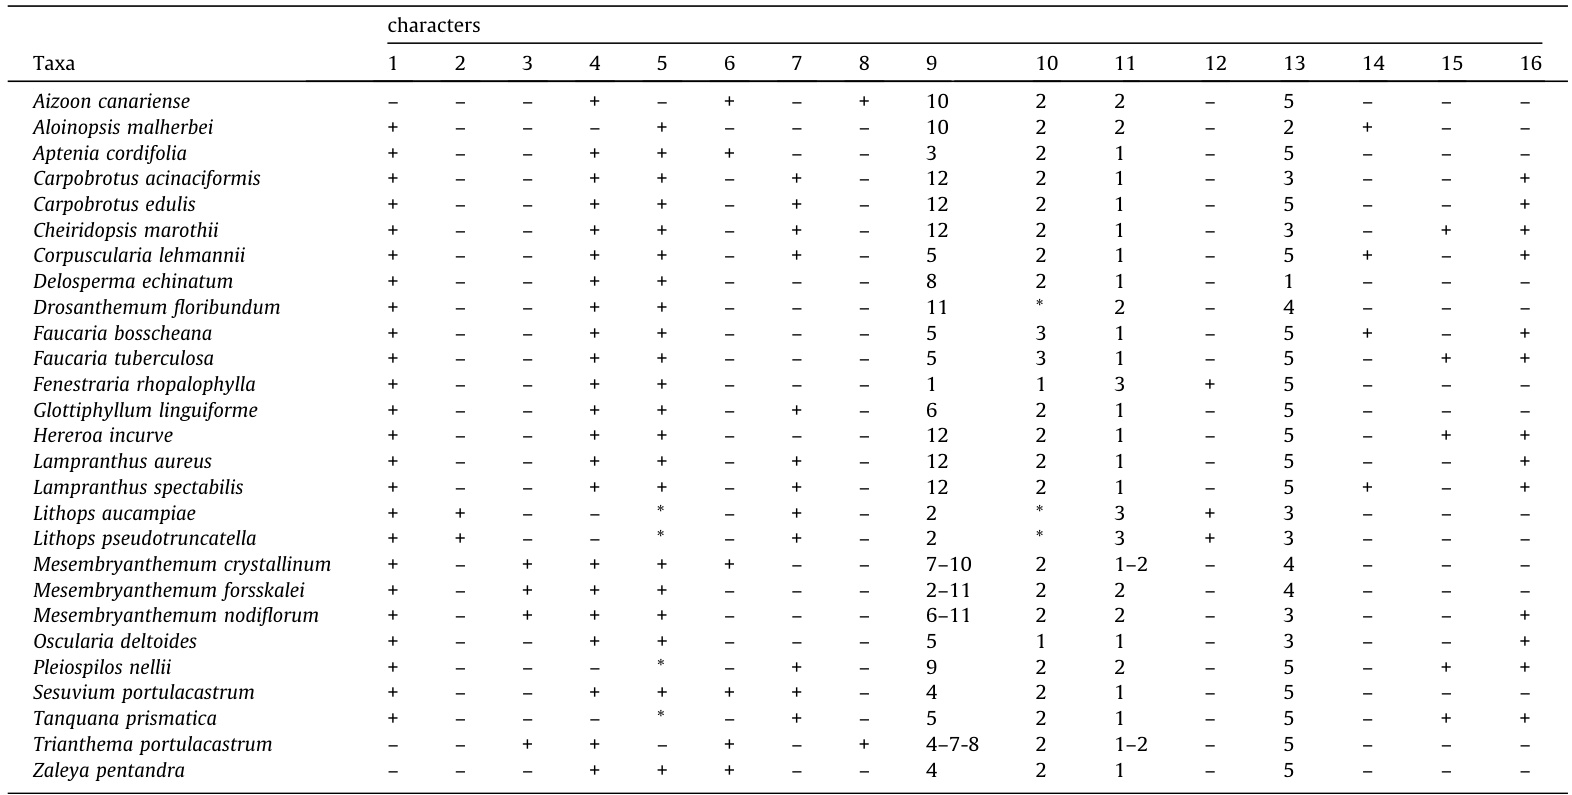 characters
Taxa 1 2 3 4 5 6 7 8 9 10 11 12 13 14 15 16
Aizoon canariense – – – + – + – + 10 2 2 – 5 – – –
Aloinopsis malherbei + – – – + – – – 10 2 2 – 2 + – –
Aptenia cordifolia + – – + + + – – 3 2 1 – 5 – – –
Carpobrotus acinaciformis + – – + + – + – 12 2 1 – 3 – – +
Carpobrotus edulis + – – + + – + – 12 2 1 – 5 – – +
Cheiridopsis marothii + – – + + – + – 12 2 1 – 3 – + +
Corpuscularia lehmannii + – – + + – + – 5 2 1 – 5 + – +
Delosperma echinatum + – – + + – – – 8 2 1 – 1 – – –
Drosanthemum floribundum + – – + + – – – 11 * 2 – 4 – – –
Faucaria bosscheana + – – + + – – – 5 3 1 – 5 + – +
Faucaria tuberculosa + – – + + – – – 5 3 1 – 5 – + +
Fenestraria rhopalophylla + – – + + – – – 1 1 3 + 5 – – –
Glottiphyllum linguiforme + – – + + – + – 6 2 1 – 5 – – –
Hereroa incurve + – – + + – – – 12 2 1 – 5 – + +
Lampranthus aureus + – – + + – + – 12 2 1 – 5 – – +
Lampranthus spectabilis + – – + + – + – 12 2 1 – 5 + – +
Lithops aucampiae + + – – * – + – 2 * 3 + 3 – – –
Lithops pseudotruncatella + + – – * – + – 2 * 3 + 3 – – –
Mesembryanthemum crystallinum + – + + + + – – 7–10 2 1–2 – 4 – – –
Mesembryanthemum forsskalei + – + + + – – – 2–11 2 2 – 4 – – –
Mesembryanthemum nodiflorum + – + + + – – – 6–11 2 2 – 3 – – +
Oscularia deltoides + – – + + – – – 5 1 1 – 3 – – +
Pleiospilos nellii + – – – * – + – 9 2 2 – 5 – + +
Sesuvium portulacastrum + – – + + + + – 4 2 1 – 5 – – –
Tanquana prismatica + – – – * – + – 5 2 1 – 5 – + +
Trianthema portulacastrum – – + + – + – + 4–7-8 2 1–2 – 5 – – –
Zaleya pentandra – – – + + + – – 4 2 1 – 5 – – –